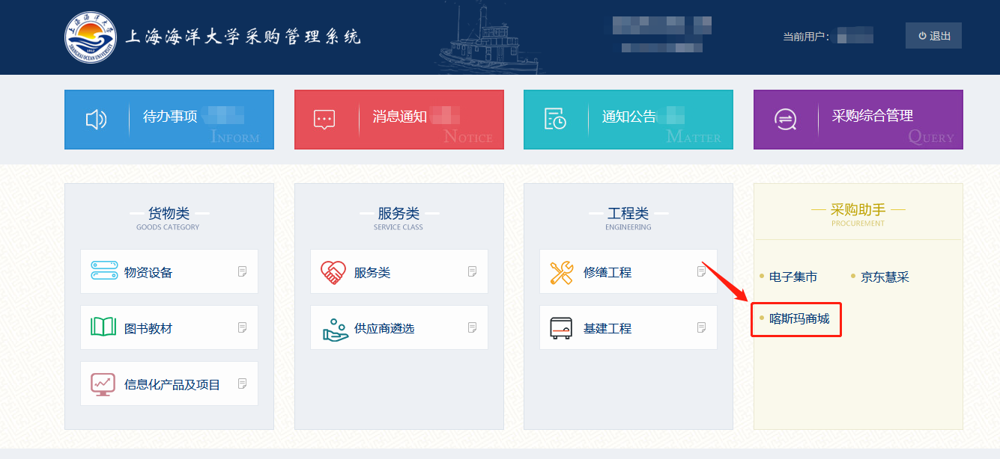 上海海洋大学采购管理系统
当前用户：
退出
待办事项
INFORM
消息通知
NOTICE
通知公告
MATTER
采购综合管理
QUERY
货物类
GOODS CATEGORY
物资设备
图书教材
信息化产品及项目
服务类
SERVICE CLASS
服务类
供应商遴选
工程类
ENGINEERING
修缮工程
基建工程
采购助手
PROCUREMENT
电子集市 京东慧采
喀斯玛商城